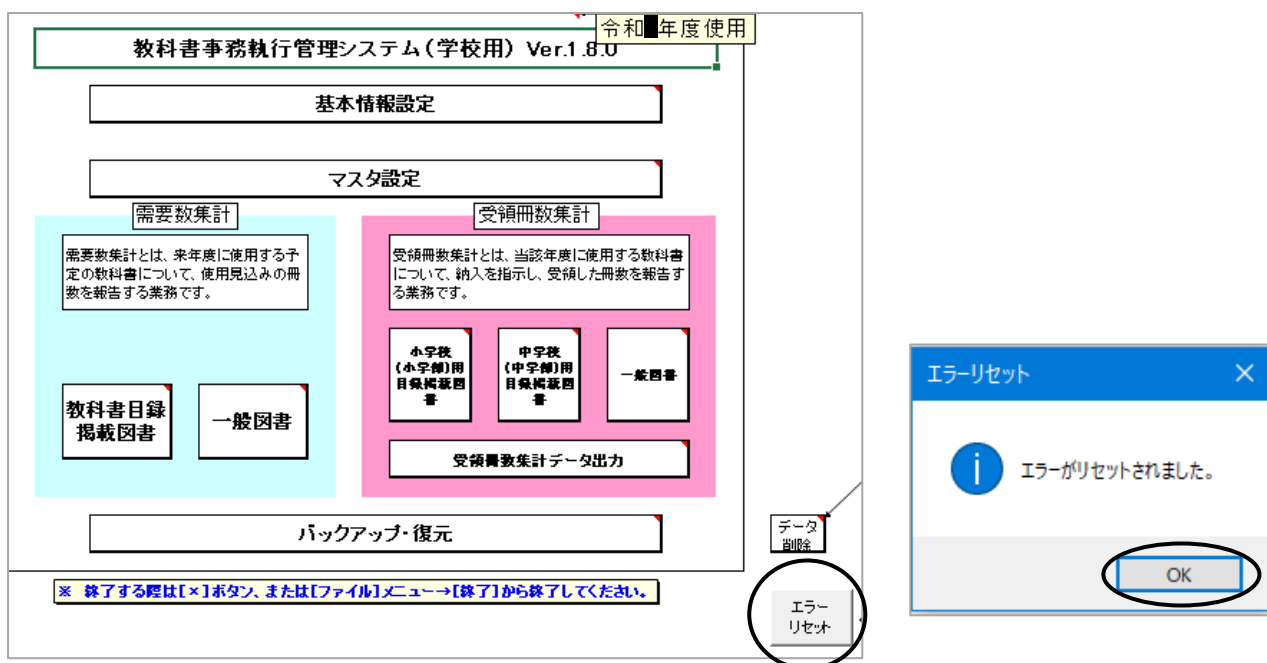 令和 年度使用
教科書事務執行管理システム(学校用) Ver.1.8.0
基本情報設定
マスタ設定
需要数集計
需要数集計とは、来年度に使用する予
定の教科書について、使用見込みの冊
数を報告する業務です。
教科書目録
掲載図書
一般図書
受領冊数集計
受領冊数集計とは、当該年度に使用する教科書
について、納入を指示し、受領した冊数を報告す
る業務です。
小学校
(小学部)用
目録掲載図
書
中学校
(中学部)用
目録掲載図
書
一般図書
受領冊数集計データ出力
バックアップ・復元
データ
削除
※ 終了する際は[×]ボタン、または[ファイル]メニュー→[終了]から終了してください。
エラー
リセット
エラーリセット
エラーがリセットされました。
OK